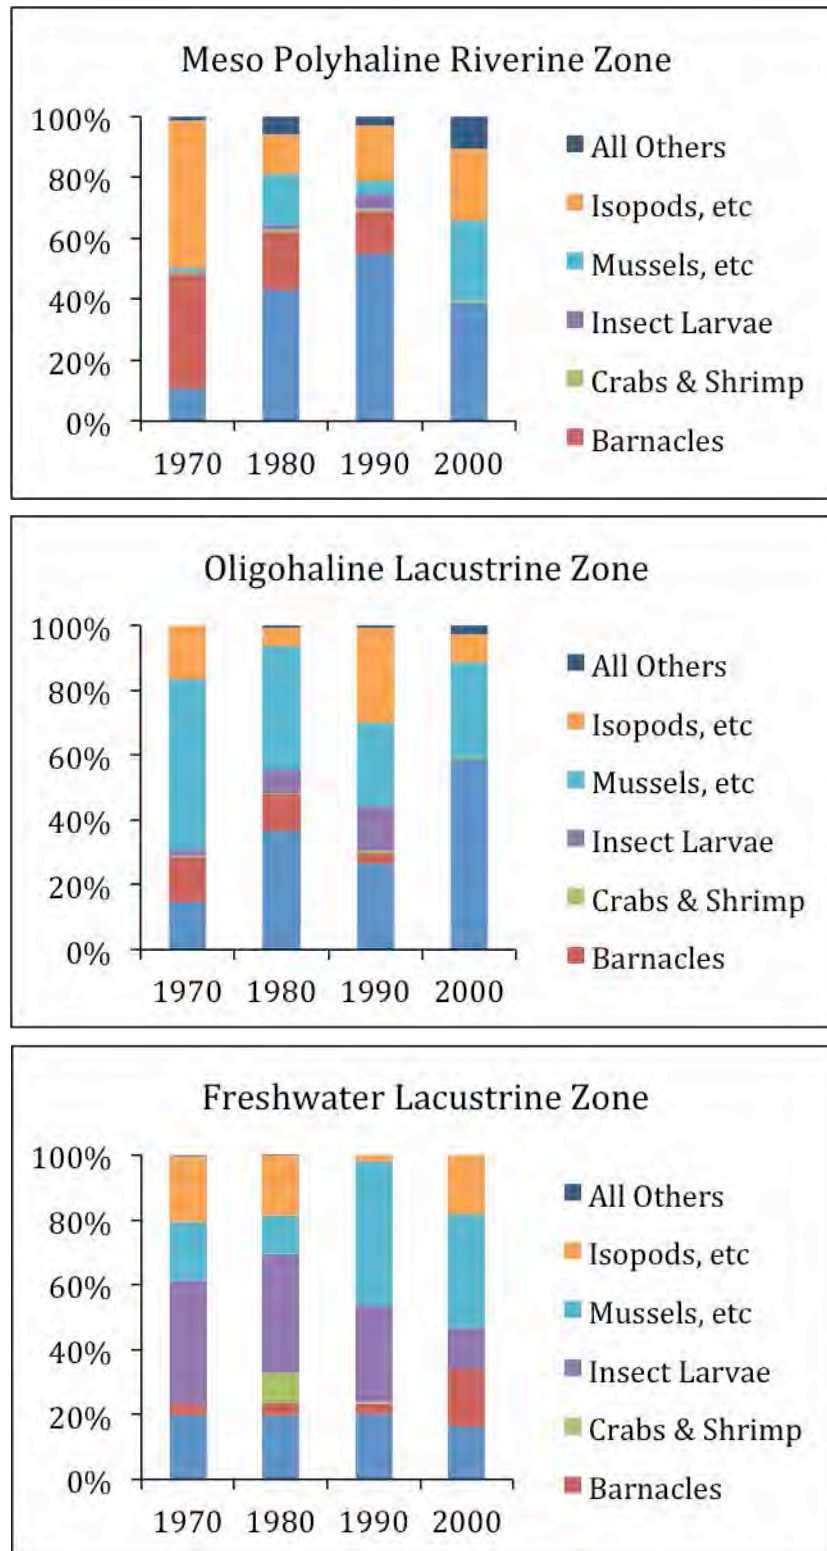 Meso Polyhaline Riverine Zone
100%
80%
60%
40%
20%
0%
1970 1980 1990 2000
All Others
Isopods, etc
Mussels, etc
Insect Larvae
Crabs & Shrimp
Barnacles
Oligohaline Lacustrine Zone
100%
80%
60%
40%
20%
0%
1970 1980 1990 2000
All Others
Isopods, etc
Mussels, etc
Insect Larvae
Crabs & Shrimp
Barnacles
Freshwater Lacustrine Zone
100%
80%
60%
40%
20%
0%
1970 1980 1990 2000
All Others
Isopods, etc
Mussels, etc
Insect Larvae
Crabs & Shrimp
Barnacles